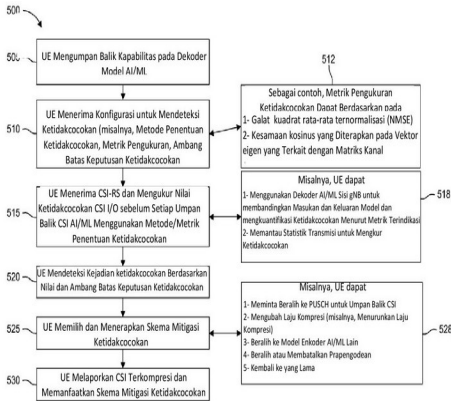 500
505
UE Mengumpan Balik Kapabilitas pada Dekoder
Model AI/ML
510
UE Menerima Konfigurasi untuk Mendeteksi
Ketidakcocokan (misalnya, Metode Penentuan
Ketidakcocokan, Metrik Pengukuran, Ambang
Batas Keputusan Ketidakcocokan
512
Sebagai contoh, Metrik Pengukuran
Ketidakcocokan Dapat Berdasarkan pada
1- Galat kuadrat rata-rata ternormalisasi (NMSE)
2- Kesamaan kosinus yang Diterapkan pada Vektor
eigen yang Terkait dengan Matriks Kanal
515
UE Menerima CSI-RS dan Mengukur Nilai
Ketidakcocokan CSI I/O sebelum Setiap Umpan
Balik CSI AI/ML Menggunakan Metode/Metrik
Penentuan Ketidakcocokan
518
Misalnya, UE dapat
1- Menggunakan Dekoder AI/ML Sisi gNB untuk
membandingkan Masukan dan Keluaran Model dan
mengkuantifikasi Ketidakcocokan Menurut Metrik Terindikasi
2- Memantau Statistik Transmisi untuk Mengkur
Ketidakcocokan
520
UE Mendeteksi Kejadian ketidakcocokan Berdasarkan
Nilai dan Ambang Batas Keputusan Ketidakcocokan
525
UE Memilih dan Menerapkan Skema Mitigasi
Ketidakcocokan
528
Misalnya, UE dapat
1- Meminta Beralih ke PUSCH untuk Umpan Balik CSI
2- Mengubah Laju Kompresi (misalnya, Menurunkan Laju
Kompresi)
3- Beralih ke Model Enkoder AI/ML Lain
4- Beralih atau Membatalkan Prapengodean
5- Kembali ke yang Lama
530
UE Melaporkan CSI Terkompresi dan
Memanfaatkan Skema Mitigasi Ketidakcocokan